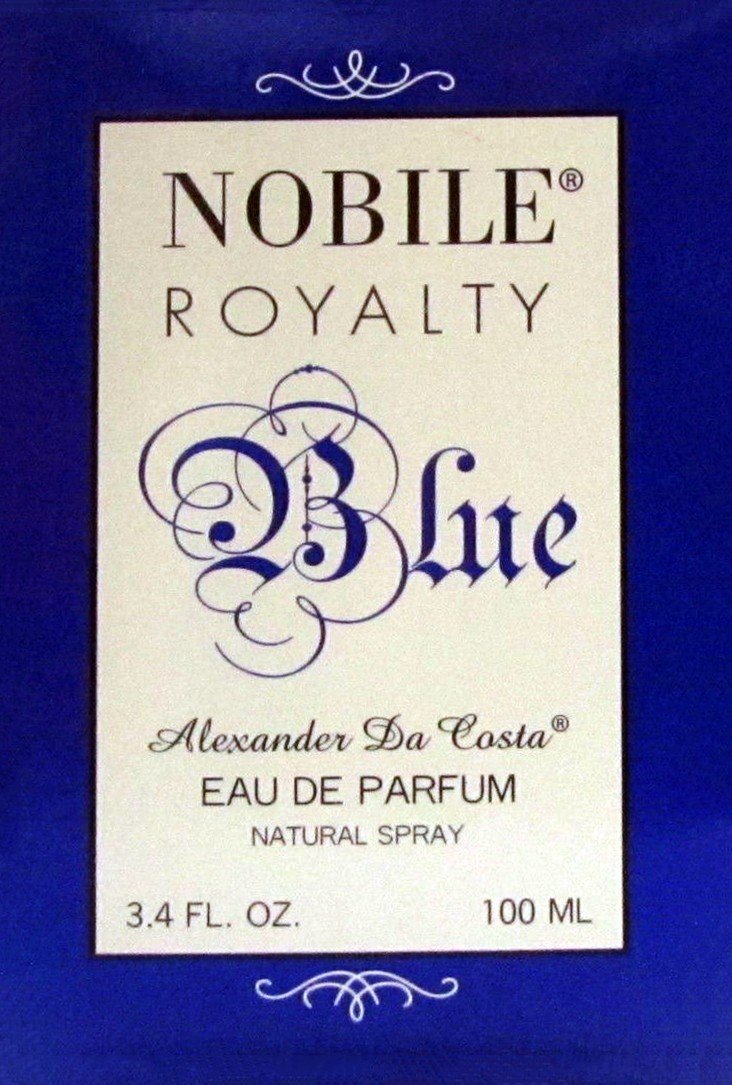 NOBILE®
ROYALTY
Blue
Alexander Da Costa®
EAU DE PARFUM
NATURAL SPRAY
3.4 FL. OZ. 100 ML